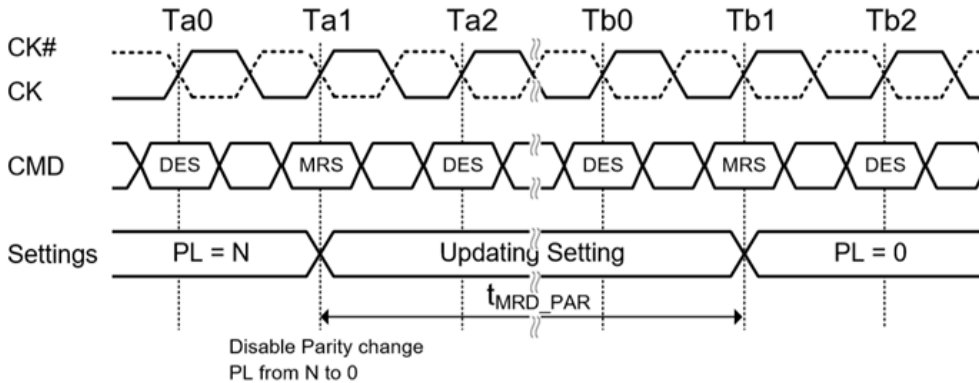 Ta0 Ta1 Ta2 Tb0 Tb1 Tb2
CK#
CK
CMD DES MRS DES DES MRS DES
Settings PL = N Updating Setting PL = 0
tMRD_PAR
Disable Parity change
PL from N to 0